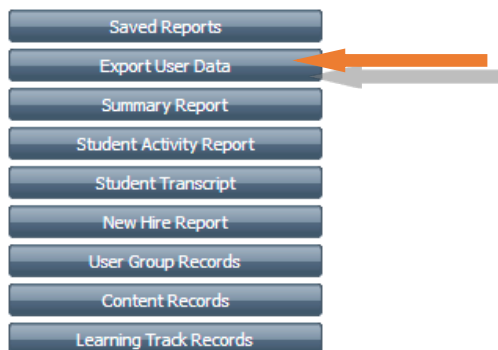 Saved Reports
Export User Data
Summary Report
Student Activity Report
Student Transcript
New Hire Report
User Group Records
Content Records
Learning Track Records